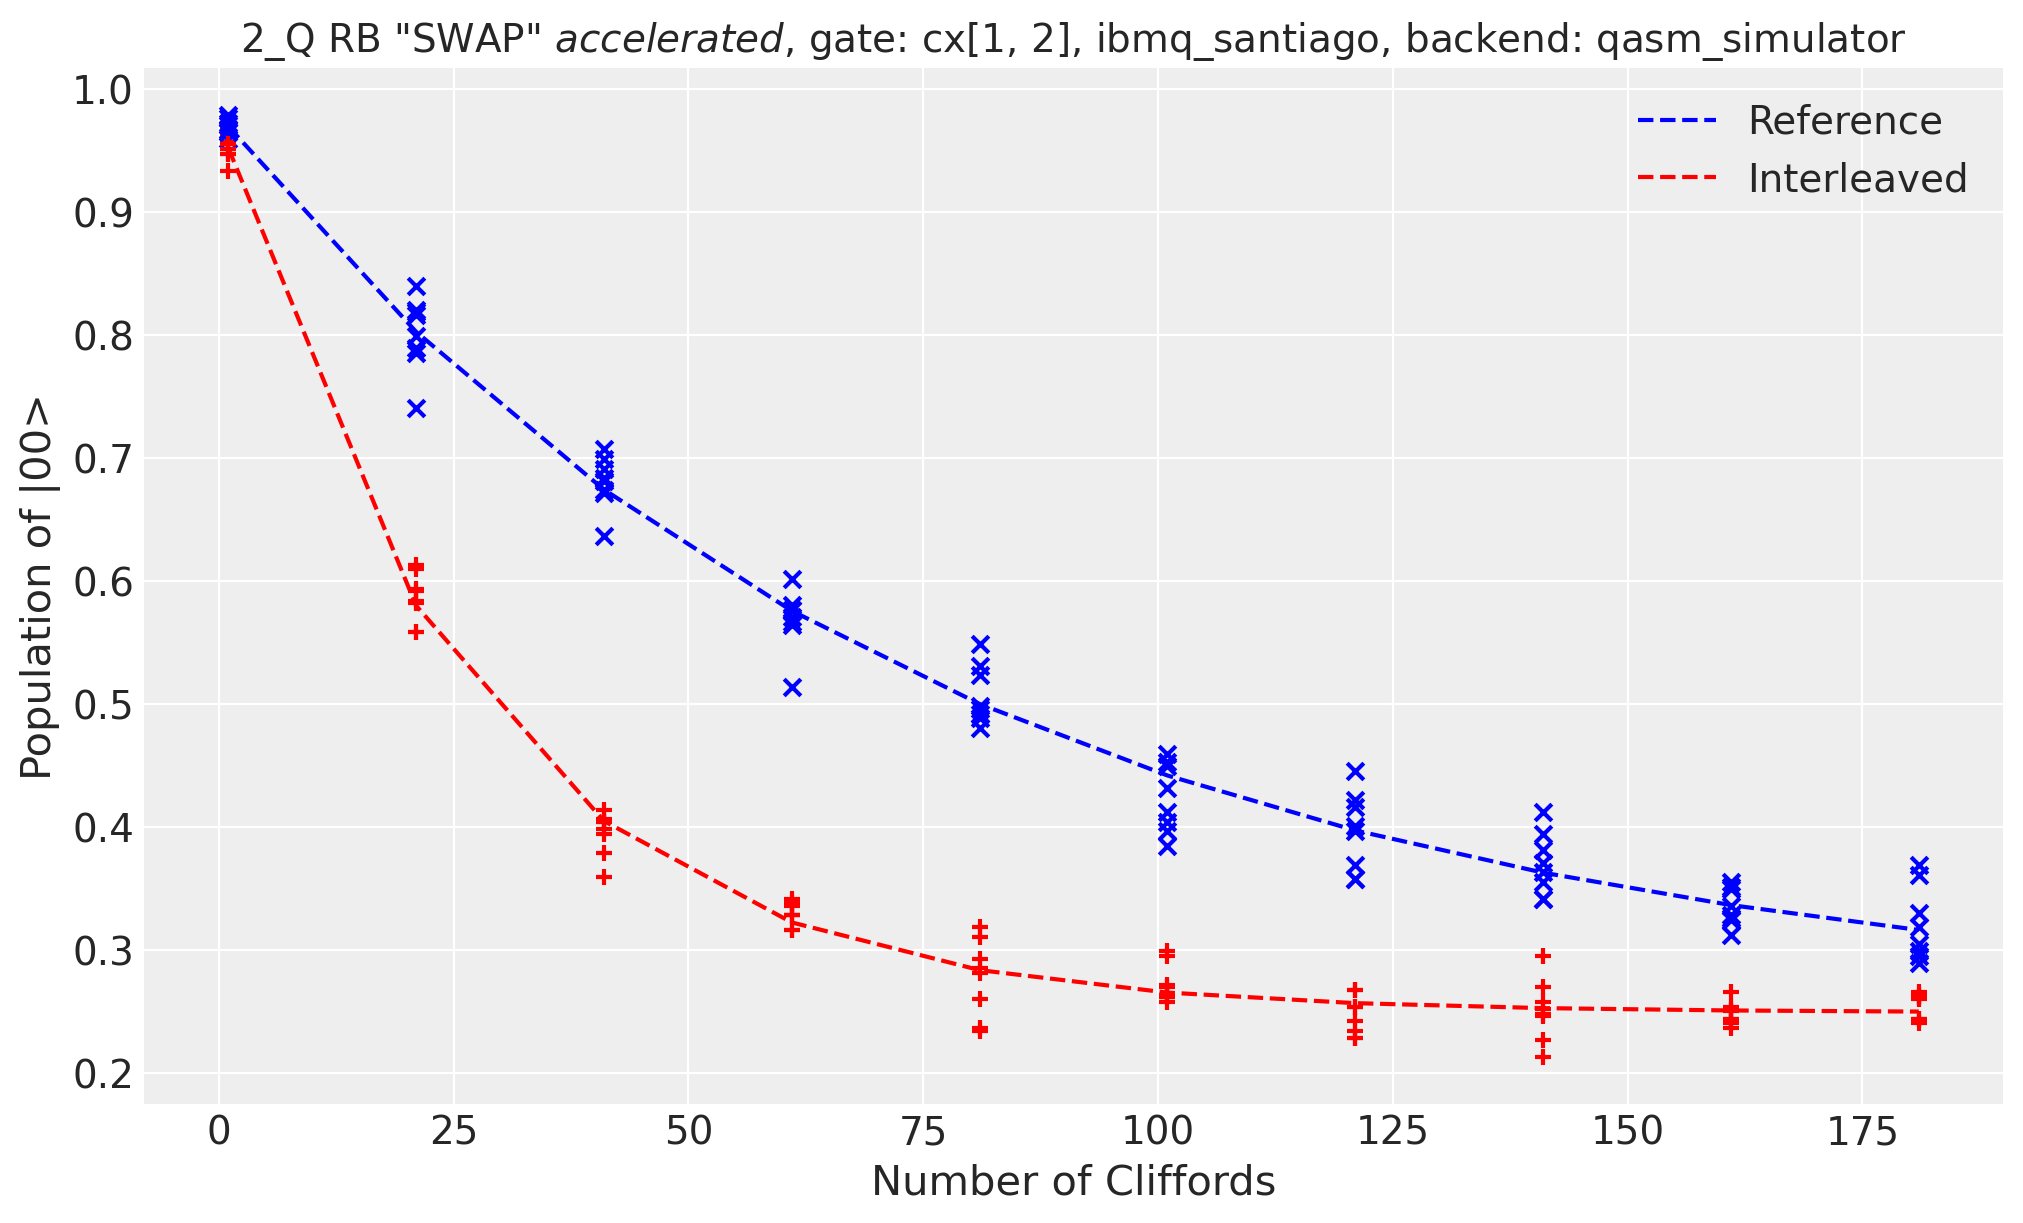 2_Q RB "SWAP" accelerated, gate: cx[1, 2], ibmq_santiago, backend: qasm_simulator
Reference
Interleaved
Population of |00>
1.0
0.9
0.8
0.7
0.6
0.5
0.4
0.3
0.2
0 25 50 75 100 125 150 175
Number of Cliffords